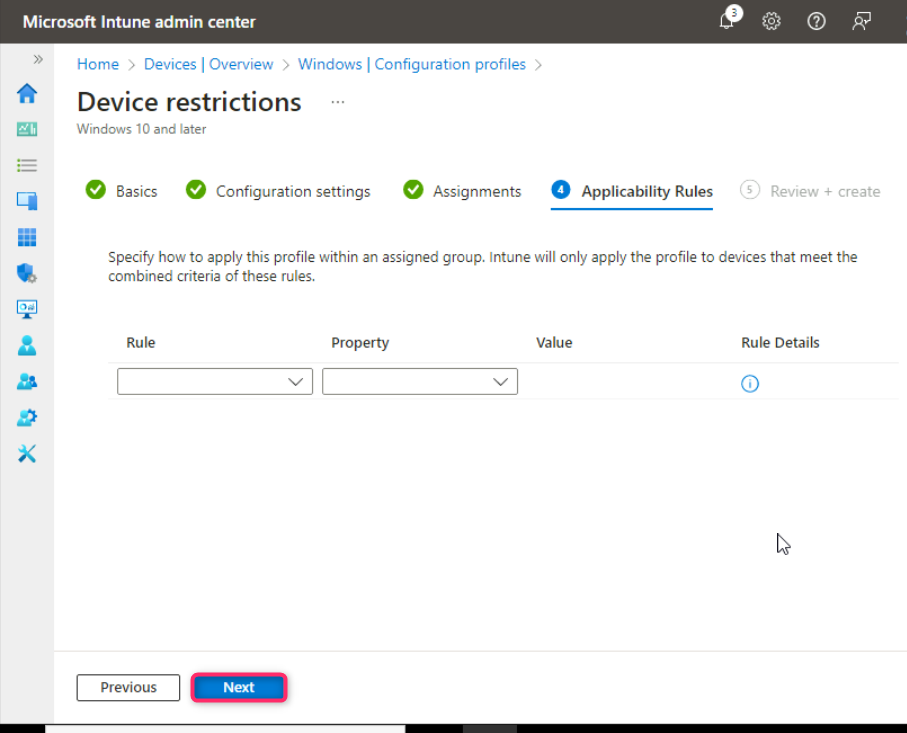 Microsoft Intune admin center
3
Home > Devices | Overview > Windows | Configuration profiles >
Device restrictions ...
Windows 10 and later
Basics Configuration settings Assignments 4 Applicability Rules 5 Review + create
Specify how to apply this profile within an assigned group. Intune will only apply the profile to devices that meet the
combined criteria of these rules.
Rule Property Value Rule Details
Previous Next